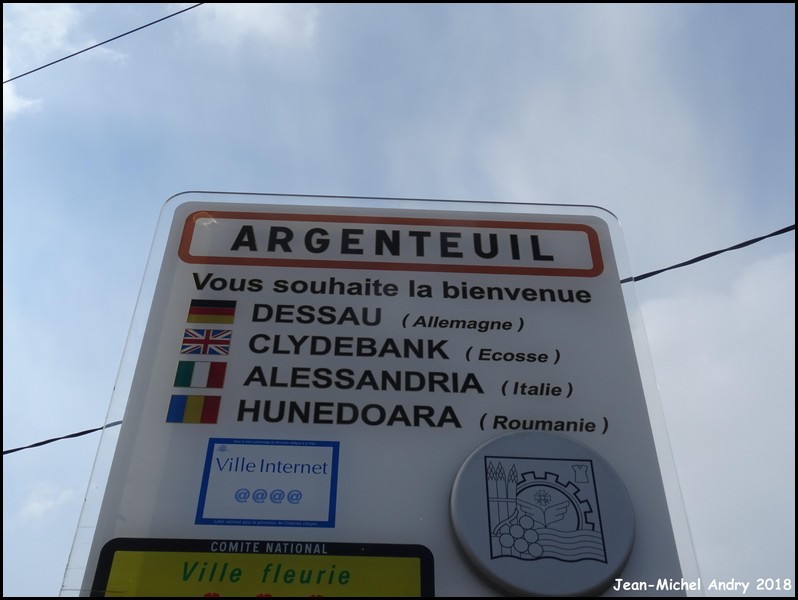 ARGENTEUIL
Vous souhaite la bienvenue
DESSAU (Allemagne)
CLYDEBANK (Ecosse)
ALESSANDRIA (Italie)
HUNEDOARA (Roumanie)
Ville Internet
@@@@
COMITE NATIONAL
Ville fleurie
Jean-Michel Andry 2018